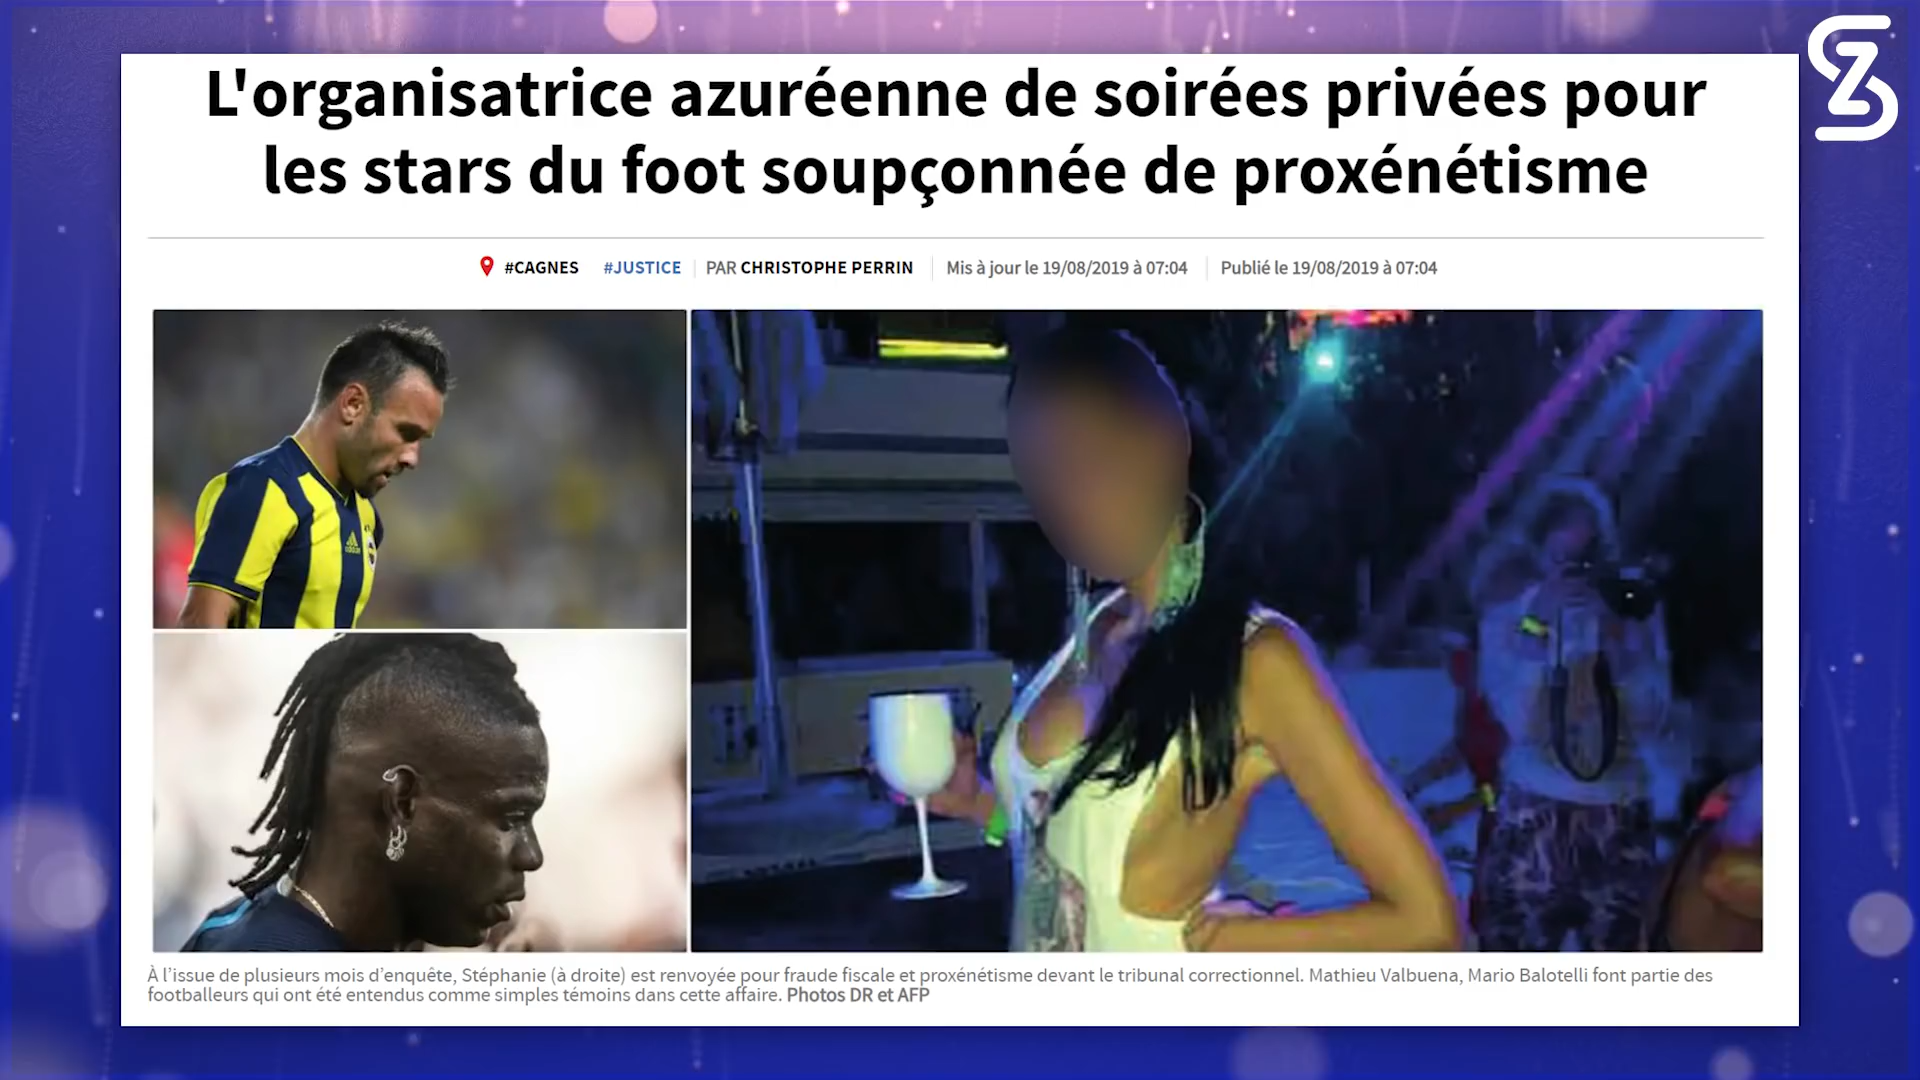 L'organisatrice azuréenne de soirées privées pour
les stars du foot soupçonnée de proxénétisme
#CAGNES #JUSTICE PAR CHRISTOPHE PERRIN Mis à jour le 19/08/2019 à 07:04 Publié le 19/08/2019 à 07:04
À l'issue de plusieurs mois d'enquête, Stéphanie (à droite) est renvoyée pour fraude fiscale et proxénétisme devant le tribunal correctionnel. Mathieu Valbuena, Mario Balotelli font partie des
footballeurs qui ont été entendus comme simples témoins dans cette affaire. Photos DR et AFP